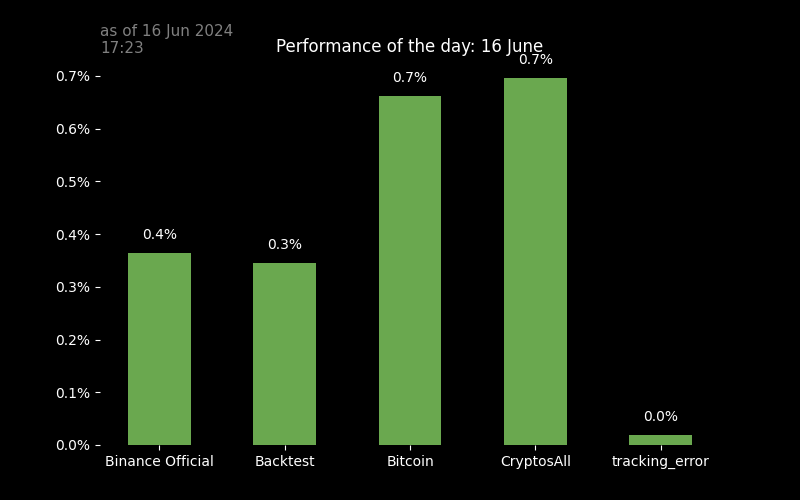 as of 16 Jun 2024
17:23
Performance of the day: 16 June
0.7%
0.6%
0.5%
0.4%
0.3%
0.2%
0.1%
0.0%
0.4%
0.3%
0.7%
0.7%
0.0%
Binance Official
Backtest
Bitcoin
CryptosAll
tracking_error